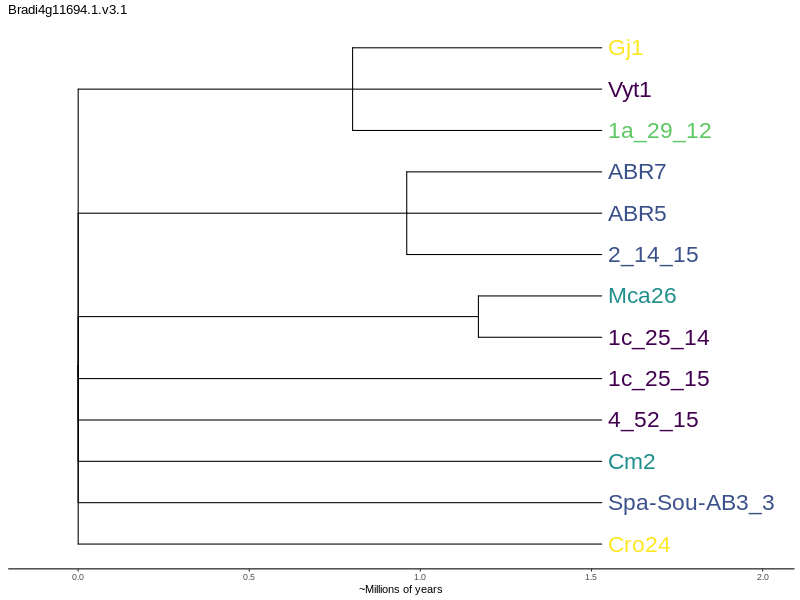 Bradi4g11694.1.v3.1
Gj1
Vyt1
1a_29_12
ABR7
ABR5
2_14_15
Mca26
1c_25_14
1c_25_15
4_52_15
Cm2
Spa-Sou-AB3_3
Cro24
0.0 0.5 1.0 1.5 2.0
~Millions of years